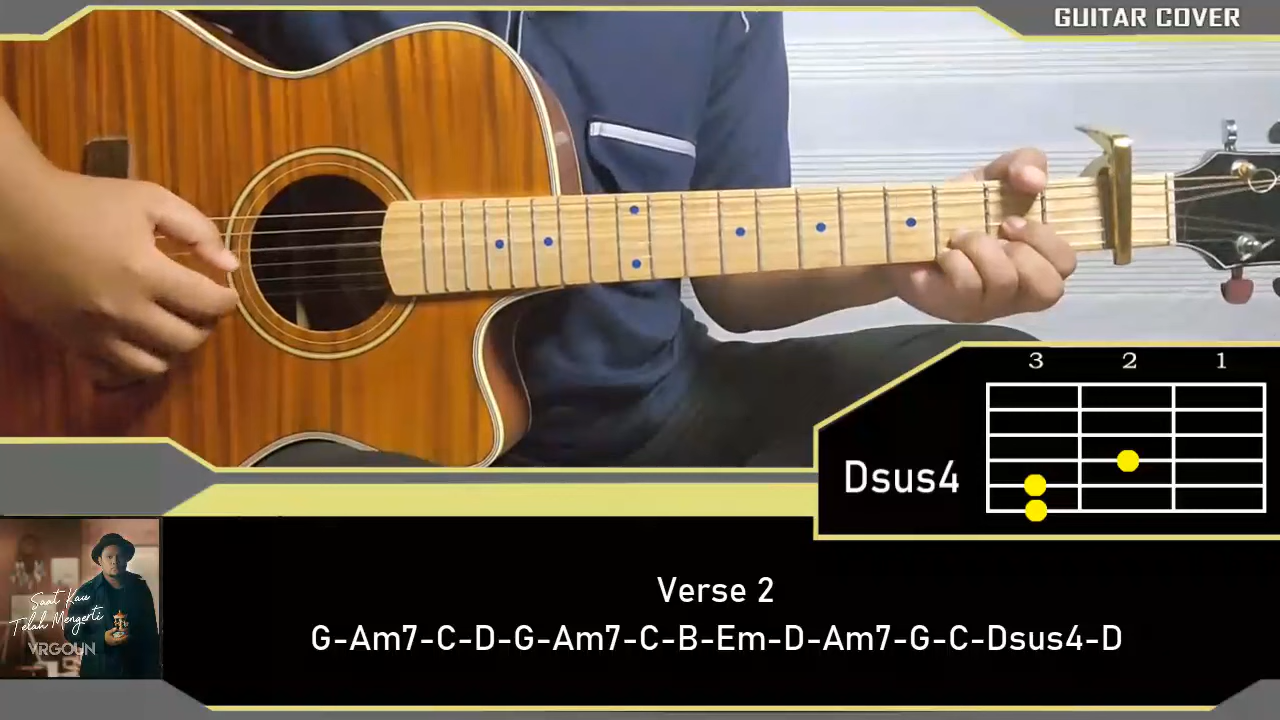 GUITAR COVER
3 2 1
Dsus4
Verse 2
G-Am7-C-D-G-Am7-C-B-Em-D-Am7-G-C-Dsus4-D
Saat Kau
Telah Mengerti
VIRGOUN